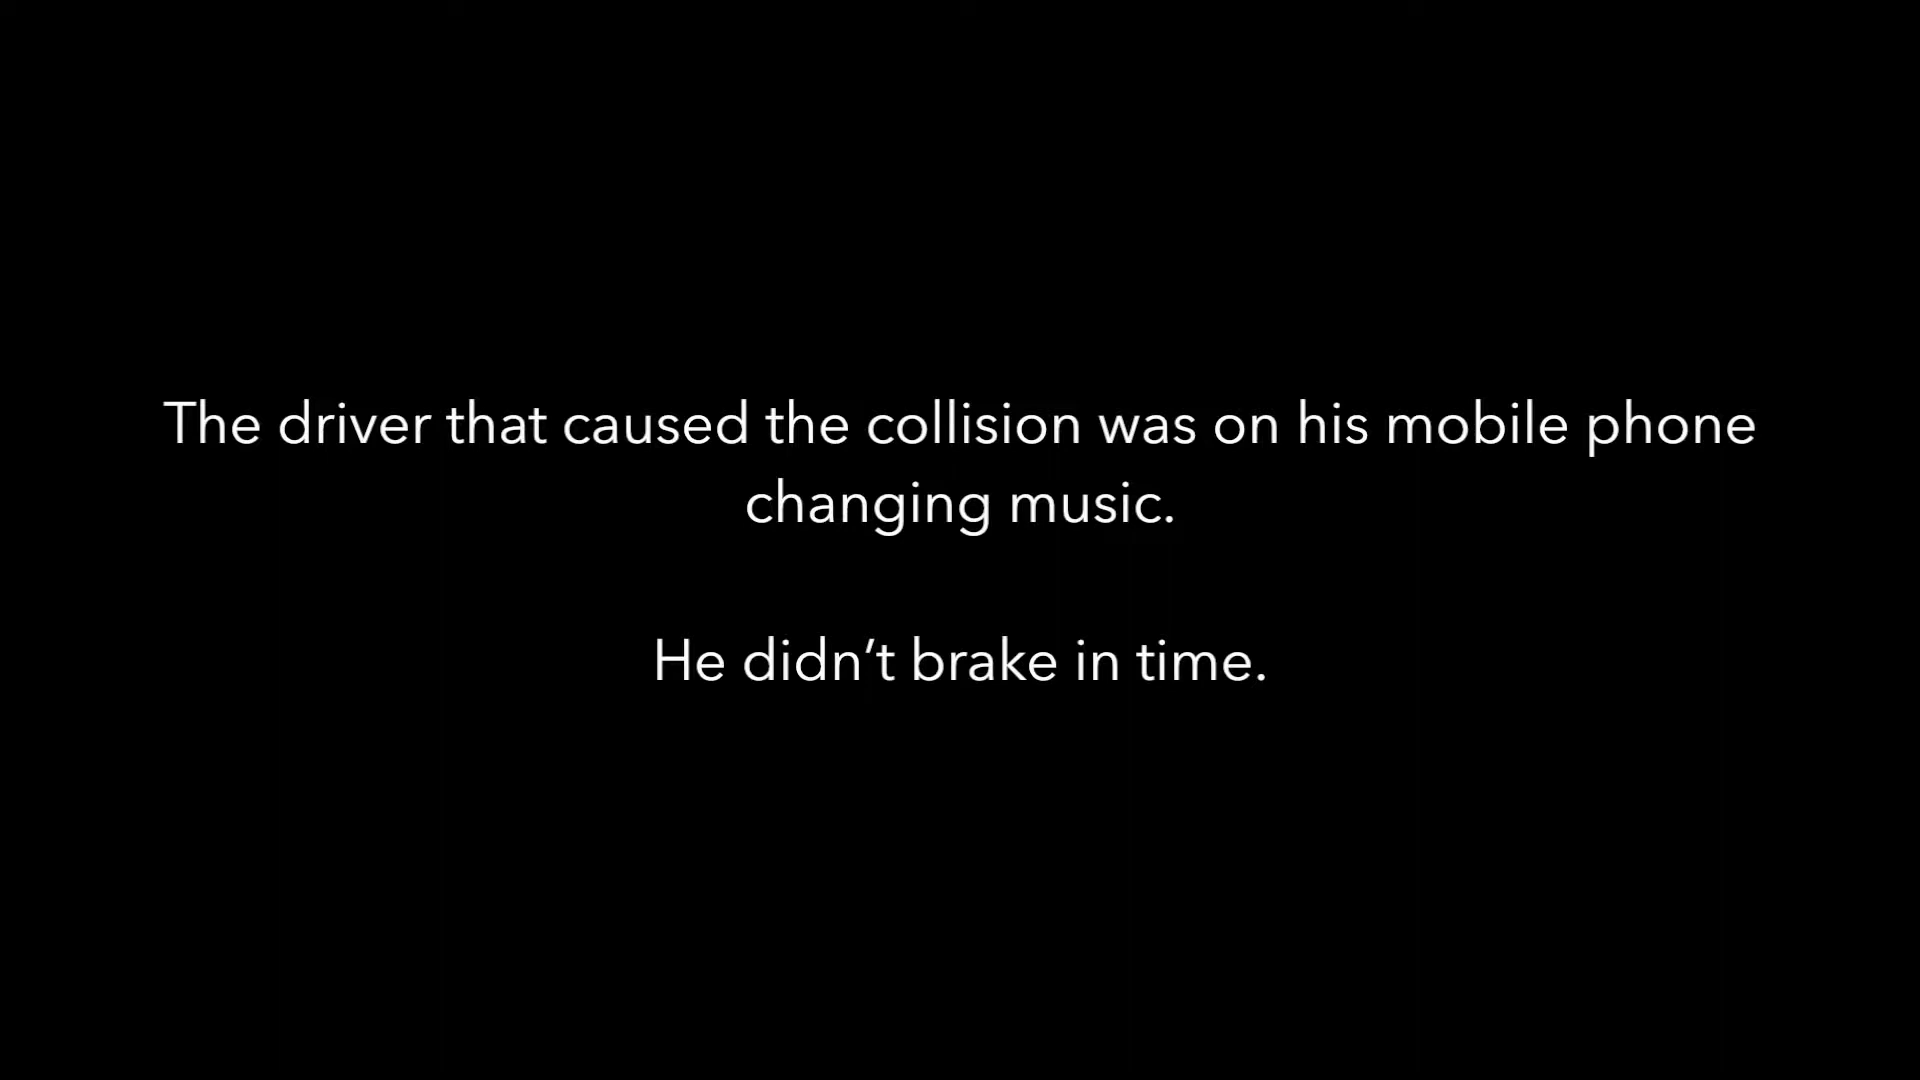 The driver that caused the collision was on his mobile phone
changing music.
He didn’t brake in time.